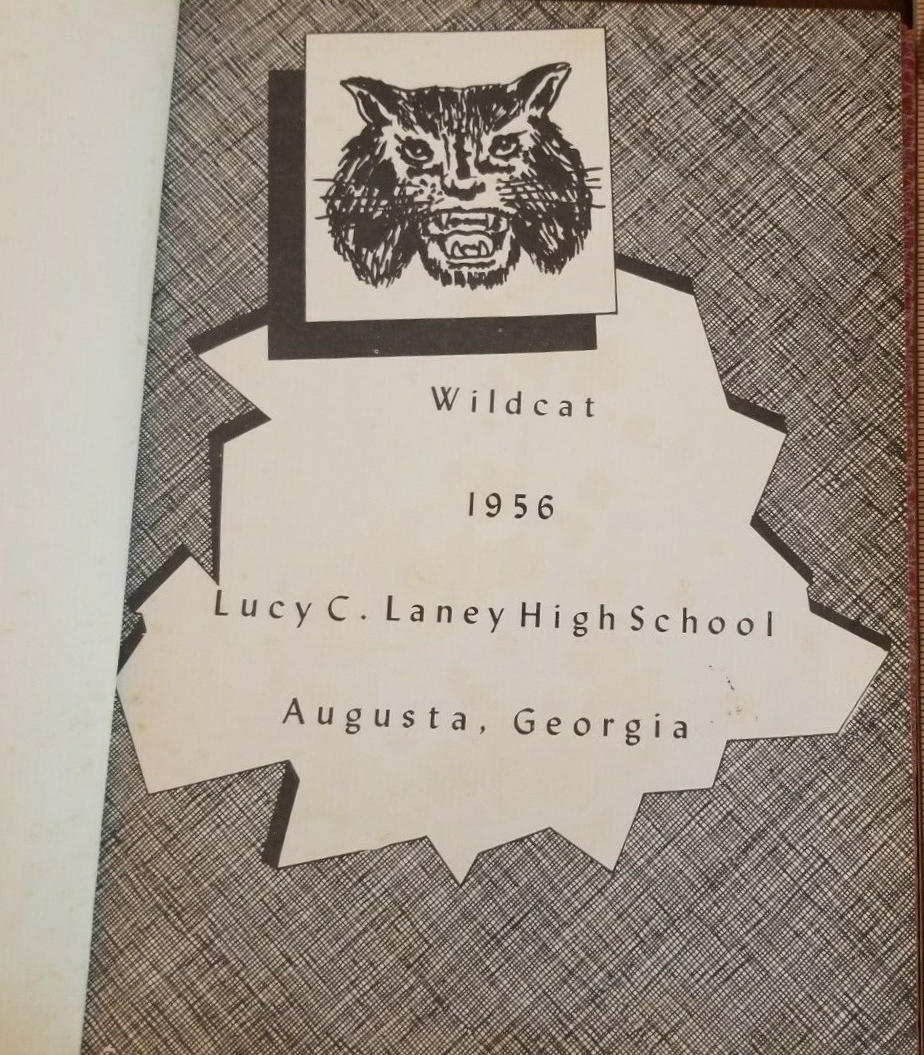 Wildcat
1956
Lucy C. Laney High School
Augusta, Georgia